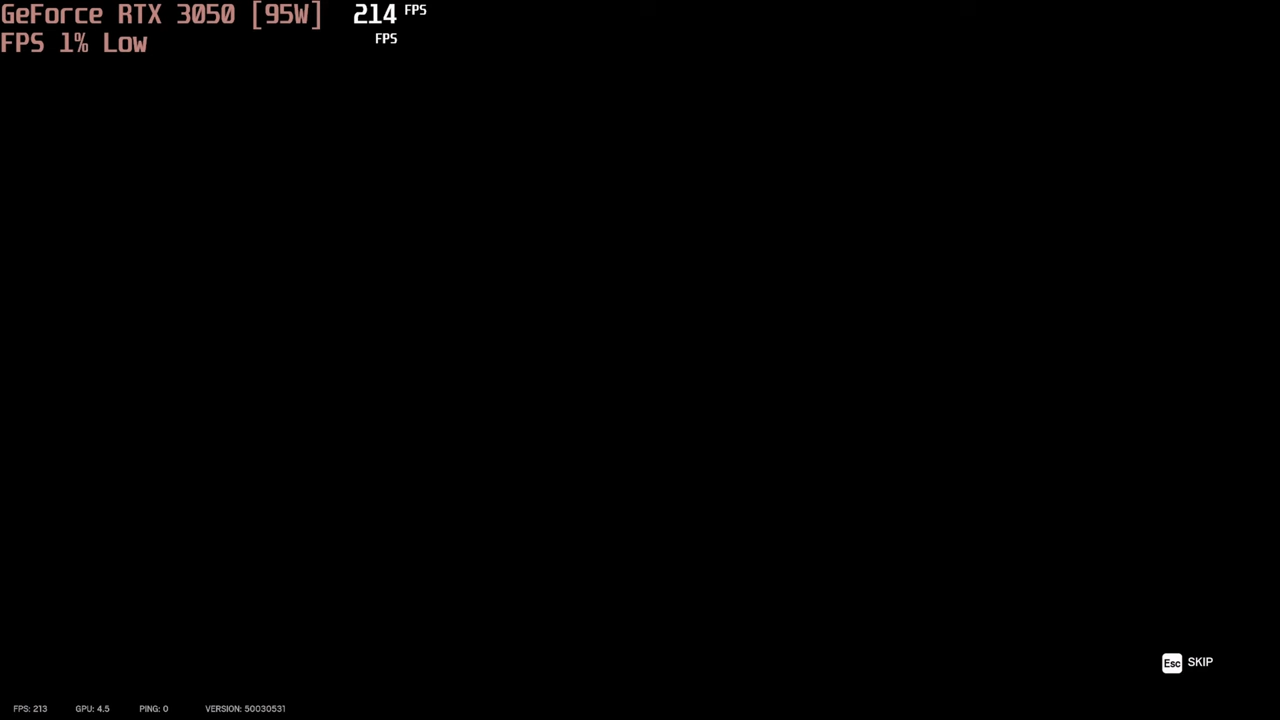 GeForce RTX 3050 [95W] 214 FPS
FPS 1% Low FPS
Esc SKIP
FPS: 213 GPU: 4.5 PING: 0 VERSION: 50030531